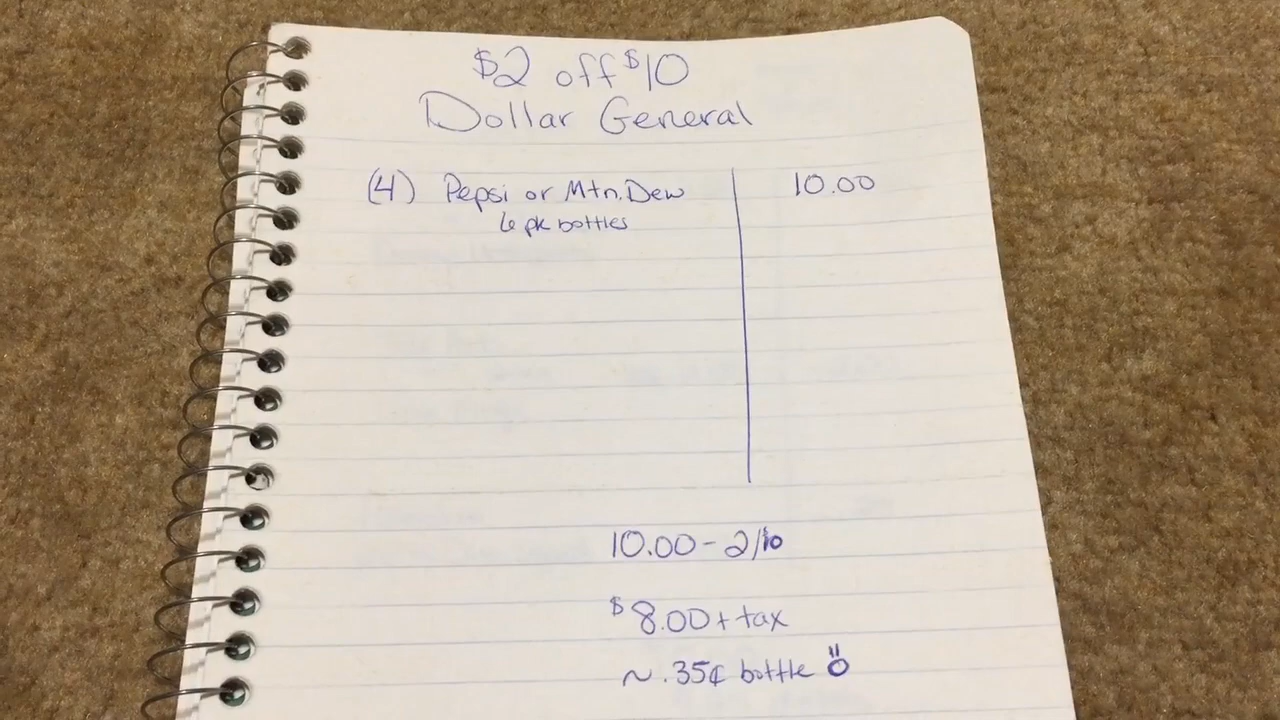 $2 off $10
Dollar General
(4) Pepsi or Mtn. Dew 10.00
6 pk bottles
10.00 - 2/$10
$8.00 + tax
~ .35¢ bottle